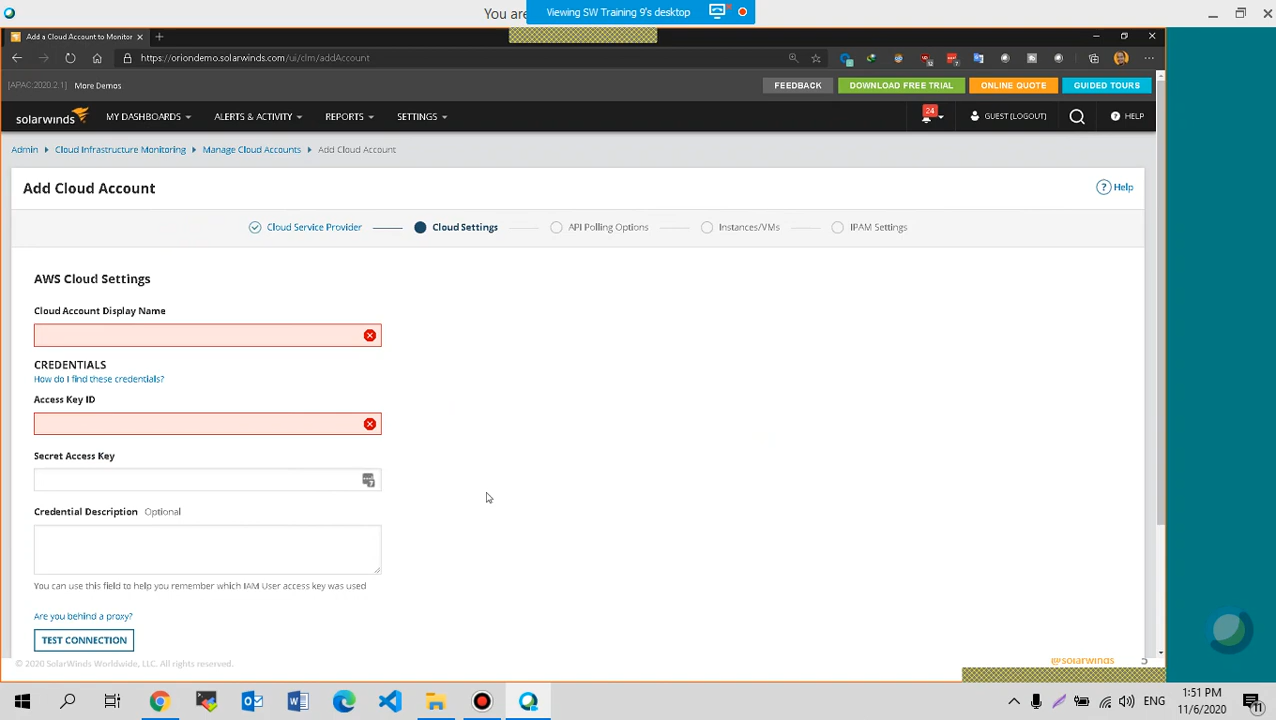 You are
Viewing SW Training 9's desktop
Add a Cloud Account to Monitor
https://oriondemo.solarwinds.com/ui/clm/addAccount
[APAC:2020.2.1] More Demos
FEEDBACK
DOWNLOAD FREE TRIAL
ONLINE QUOTE
GUIDED TOURS
solarwinds
MY DASHBOARDS
ALERTS & ACTIVITY
REPORTS
SETTINGS
24
GUEST (LOGOUT)
HELP
Admin Cloud Infrastructure Monitoring Manage Cloud Accounts Add Cloud Account
Add Cloud Account
Help
Cloud Service Provider
Cloud Settings
API Polling Options
Instances/VMs
IPAM Settings
AWS Cloud Settings
Cloud Account Display Name
CREDENTIALS
How do I find these credentials?
Access Key ID
Secret Access Key
Credential Description Optional
You can use this field to help you remember which IAM User access key was used
Are you behind a proxy?
TEST CONNECTION
© 2020 SolarWinds Worldwide, LLC. All rights reserved.
@solarwinds
ENG
1:51 PM
11/6/2020